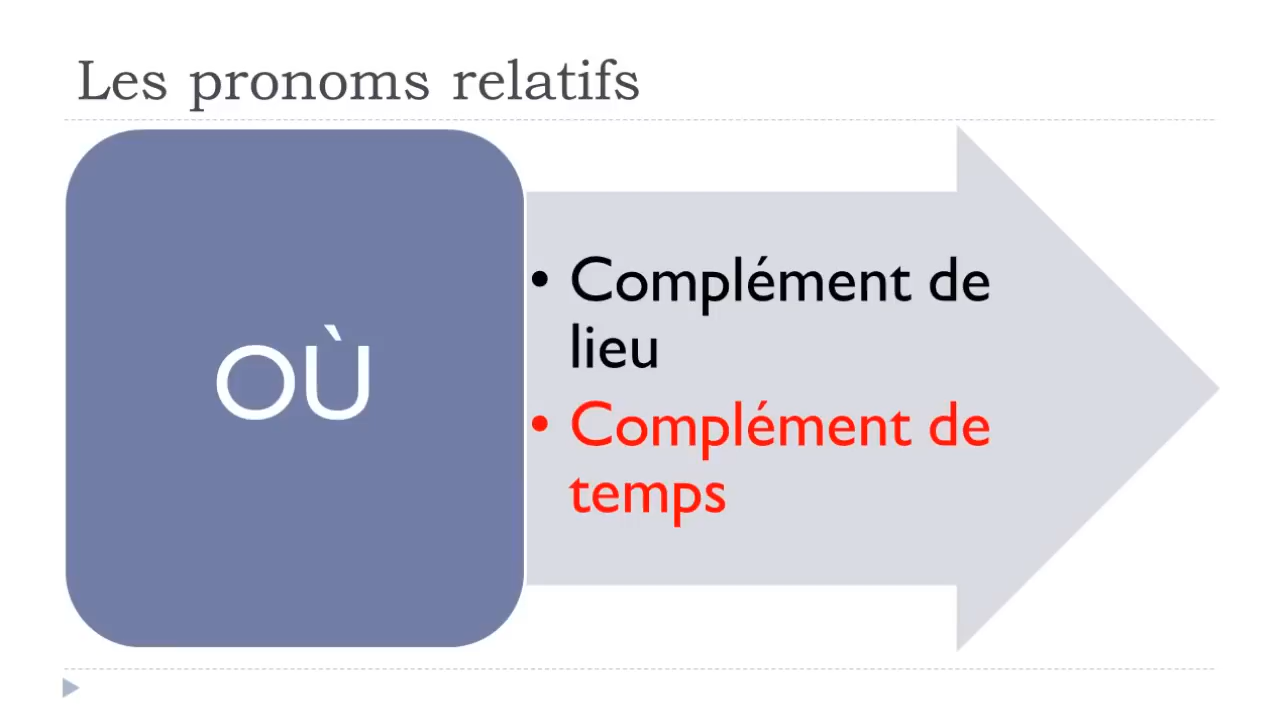 Les pronoms relatifs
OÙ
• Complément de
lieu
• Complément de
temps